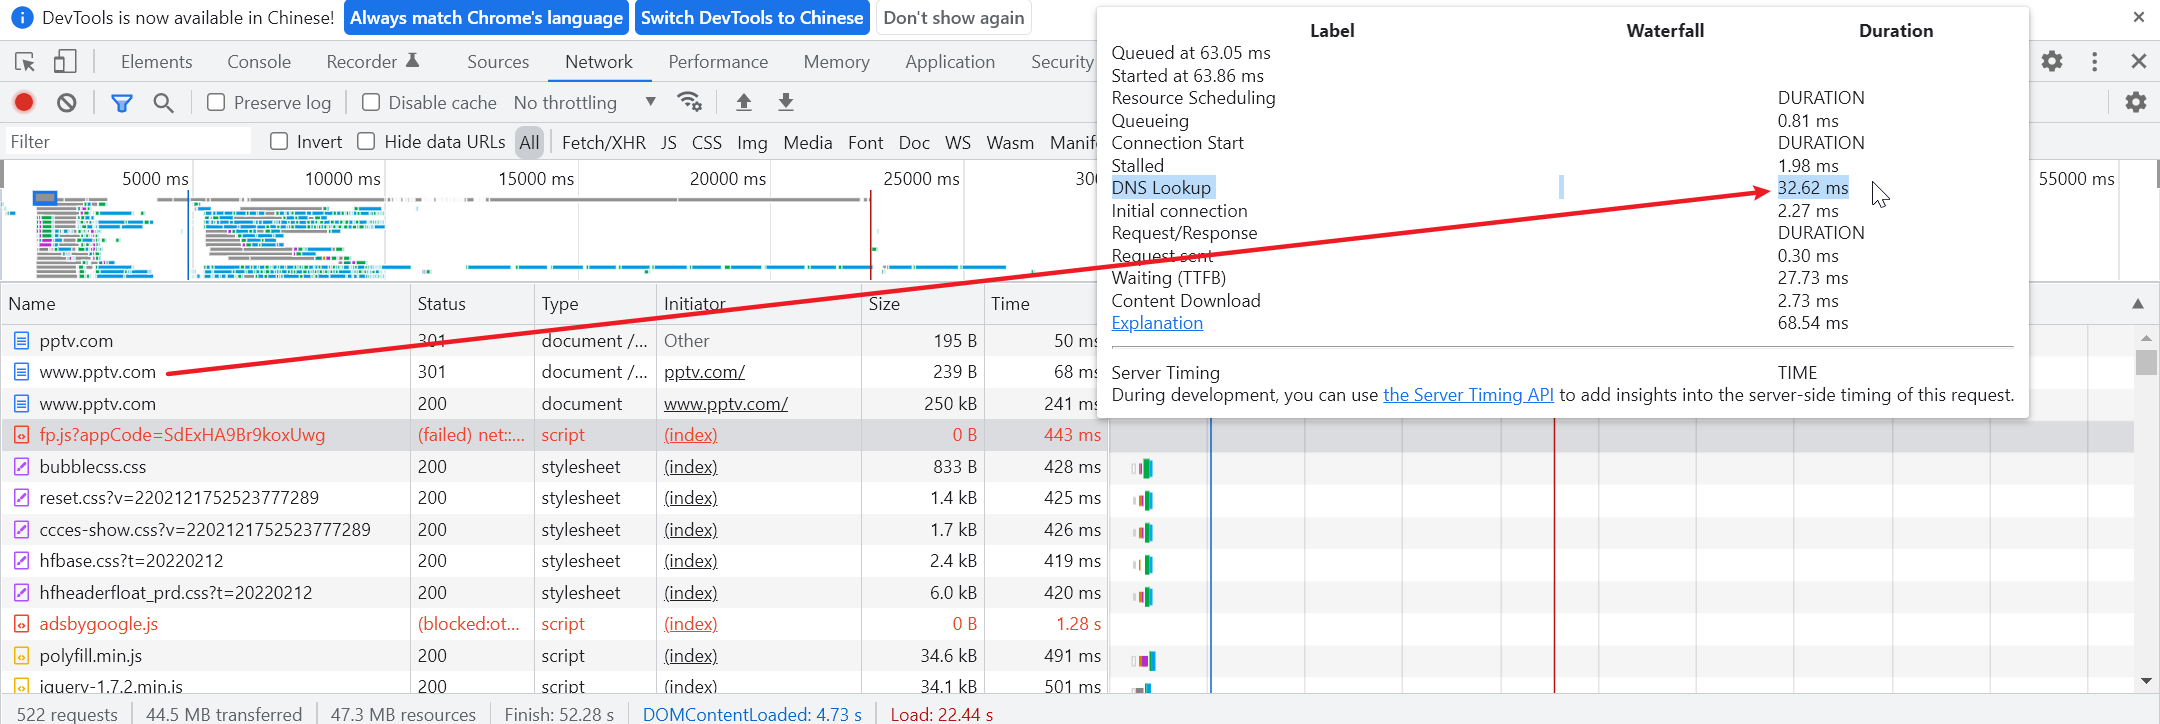 DevTools is now available in Chinese! Always match Chrome's language Switch DevTools to Chinese Don't show again
Elements Console Recorder Sources Network Performance Memory Application Security
Preserve log Disable cache No throttling
Filter Invert Hide data URLs All Fetch/XHR JS CSS Img Media Font Doc WS Wasm Manif
5000 ms 10000 ms 15000 ms 20000 ms 25000 ms 55000 ms
Label Waterfall Duration
Queued at 63.05 ms
Started at 63.86 ms
Resource Scheduling DURATION
Queueing 0.81 ms
Connection Start DURATION
Stalled 1.98 ms
DNS Lookup 32.62 ms
Initial connection 2.27 ms
Request/Response DURATION
Request sent 0.30 ms
Waiting (TTFB) 27.73 ms
Content Download 2.73 ms
Explanation 68.54 ms
Server Timing TIME
During development, you can use the Server Timing API to add insights into the server-side timing of this request.
Name Status Type Initiator Size Time
pptv.com 301 document /... Other 195 B 50 ms
www.pptv.com 301 document /... pptv.com/ 239 B 68 ms
www.pptv.com 200 document www.pptv.com/ 250 kB 241 ms
fp.js?appCode=SdExHA9Br9koxUwg (failed) net::... script (index) 0 B 443 ms
bubblecss.css 200 stylesheet (index) 833 B 428 ms
reset.css?v=2202121752523777289 200 stylesheet (index) 1.4 kB 425 ms
ccces-show.css?v=2202121752523777289 200 stylesheet (index) 1.7 kB 426 ms
hfbase.css?t=20220212 200 stylesheet (index) 2.4 kB 419 ms
hfheaderfloat_prd.css?t=20220212 200 stylesheet (index) 6.0 kB 420 ms
adsbygoogle.js (blocked:ot... script (index) 0 B 1.28 s
polyfill.min.js 200 script (index) 34.6 kB 491 ms
jquery-1.7.2.min.js 200 script (index) 34.1 kB 501 ms
522 requests 44.5 MB transferred 47.3 MB resources Finish: 52.28 s DOMContentLoaded: 4.73 s Load: 22.44 s